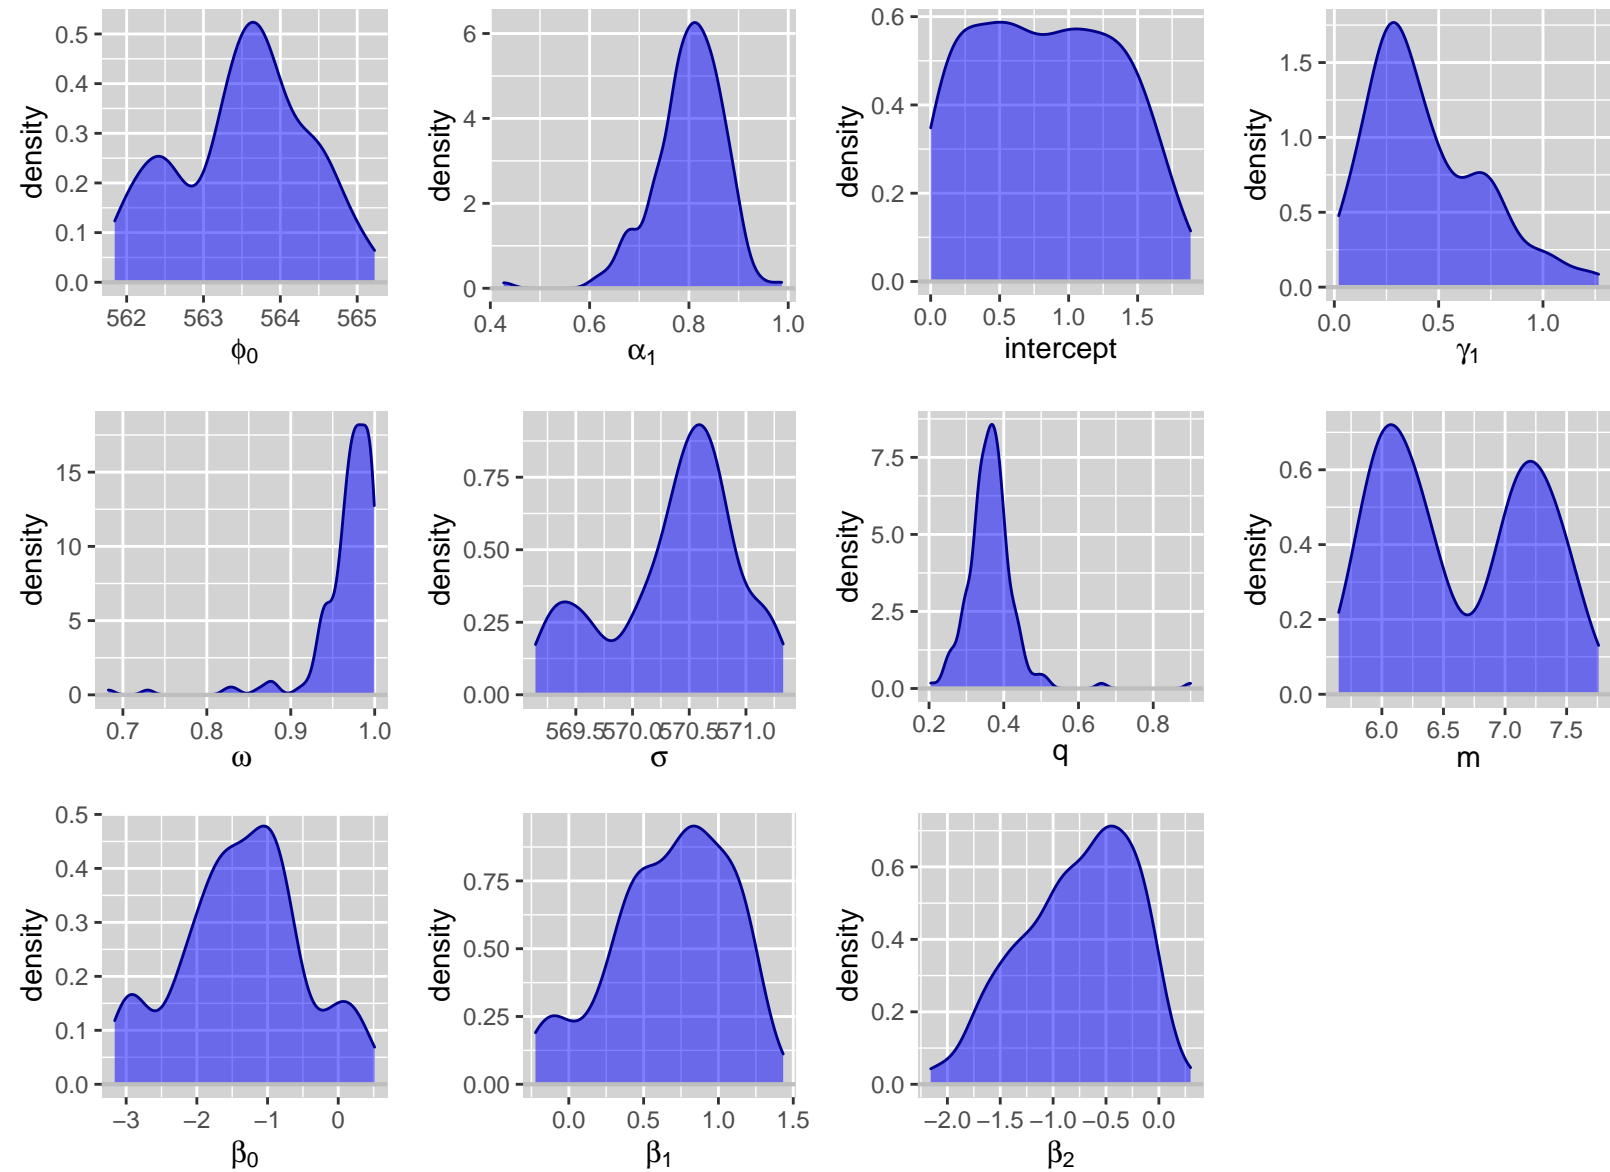 density
0.5
0.4
0.3
0.2
0.1
0.0
562 563 564 565
ϕ0
density
6
4
2
0
0.4 0.6 0.8 1.0
α1
density
0.6
0.4
0.2
0.0
0.0 0.5 1.0 1.5
intercept
density
1.5
1.0
0.5
0.0
0.0 0.5 1.0
γ1
density
15
10
5
0
0.7 0.8 0.9 1.0
ω
density
0.75
0.50
0.25
0.00
569.5 570.0 570.5 571.0
σ
density
7.5
5.0
2.5
0.0
0.2 0.4 0.6 0.8
q
density
0.6
0.4
0.2
0.0
6.0 6.5 7.0 7.5
m
density
0.5
0.4
0.3
0.2
0.1
0.0
−3 −2 −1 0
β0
density
0.75
0.50
0.25
0.00
0.0 0.5 1.0 1.5
β1
density
0.6
0.4
0.2
0.0
−2.0 −1.5 −1.0 −0.5 0.0
β2